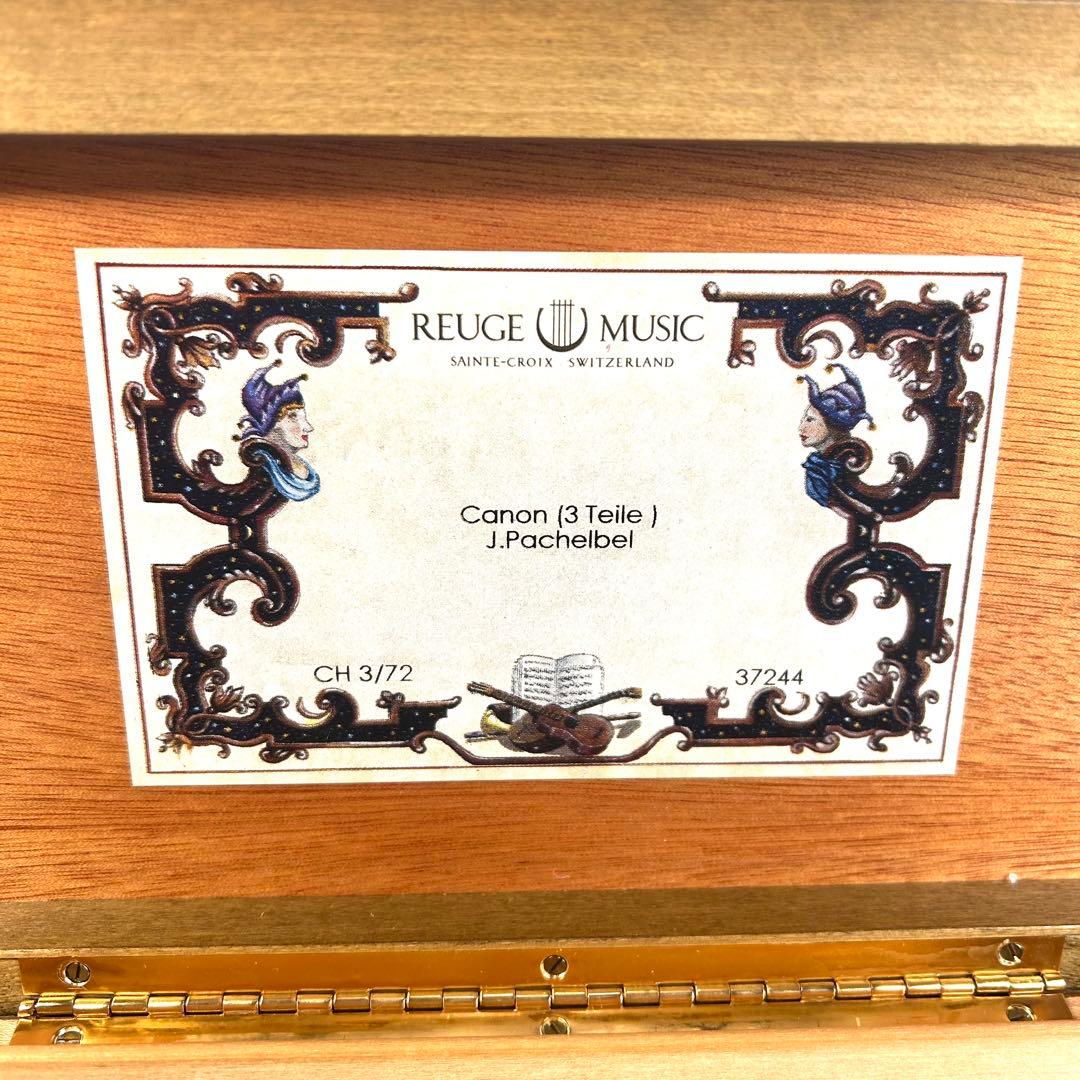 REUGE MUSIC
SAINTE-CROIX SWITZERLAND
Canon (3 Teile )
J.Pachelbel
CH 3/72
37244